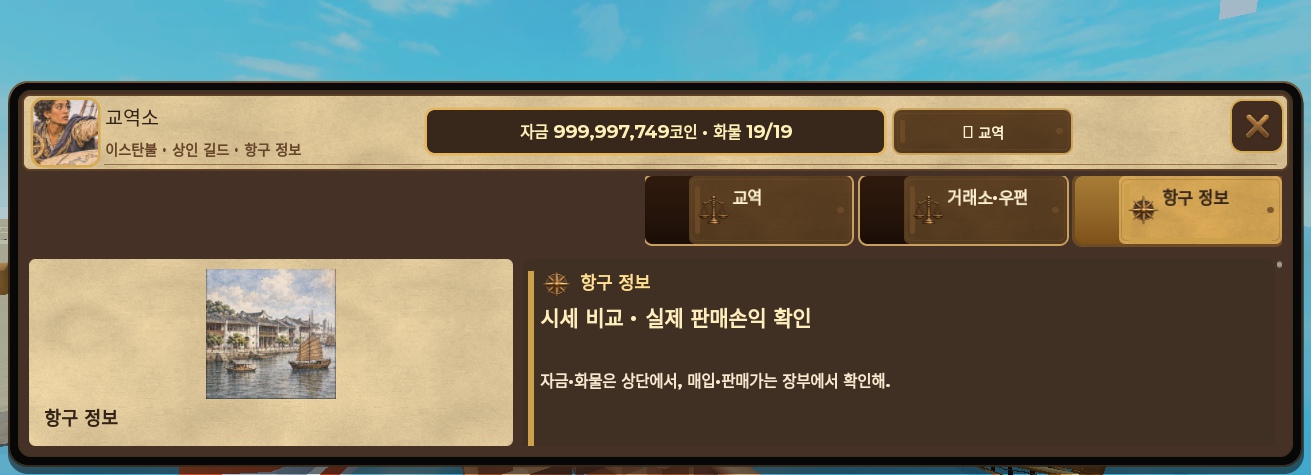 교역소
이스탄불 • 상인 길드 • 항구 정보
자금 999,997,749코인 • 화물 19/19
▯ 교역
교역
거래소•우편
항구 정보
항구 정보
항구 정보
시세 비교 • 실제 판매손익 확인
자금•화물은 상단에서, 매입•판매가는 장부에서 확인해.